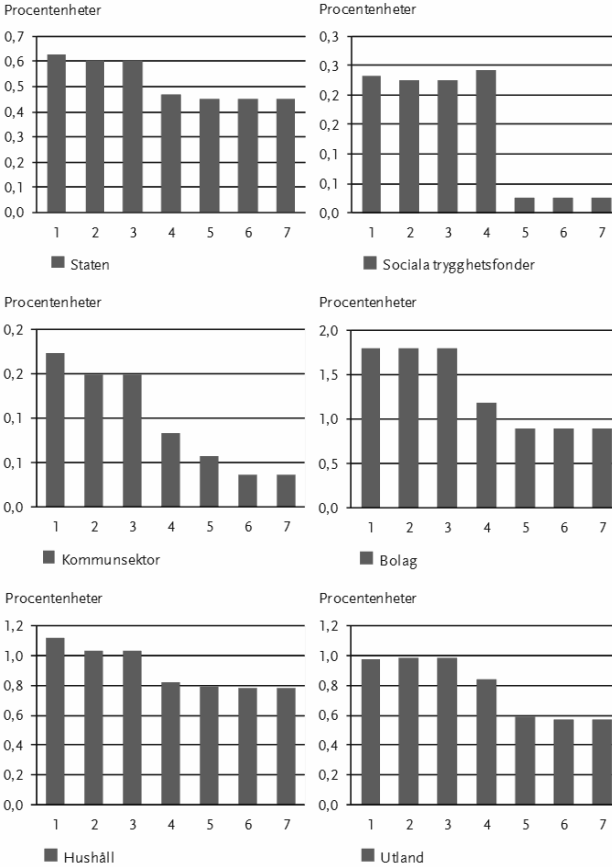 Procentenheter
0,7
0,6
0,5
0,4
0,3
0,2
0,1
0,0
1 2 3 4 5 6 7
Staten
Procentenheter
0,3
0,3
0,2
0,2
0,1
0,1
0,0
1 2 3 4 5 6 7
Sociala trygghetsfonder
Procentenheter
0,2
0,2
0,1
0,1
0,0
1 2 3 4 5 6 7
Kommunsektor
Procentenheter
2,0
1,5
1,0
0,5
0,0
1 2 3 4 5 6 7
Bolag
Procentenheter
1,2
1,0
0,8
0,6
0,4
0,2
0,0
1 2 3 4 5 6 7
Hushåll
Procentenheter
1,2
1,0
0,8
0,6
0,4
0,2
0,0
1 2 3 4 5 6 7
Utland